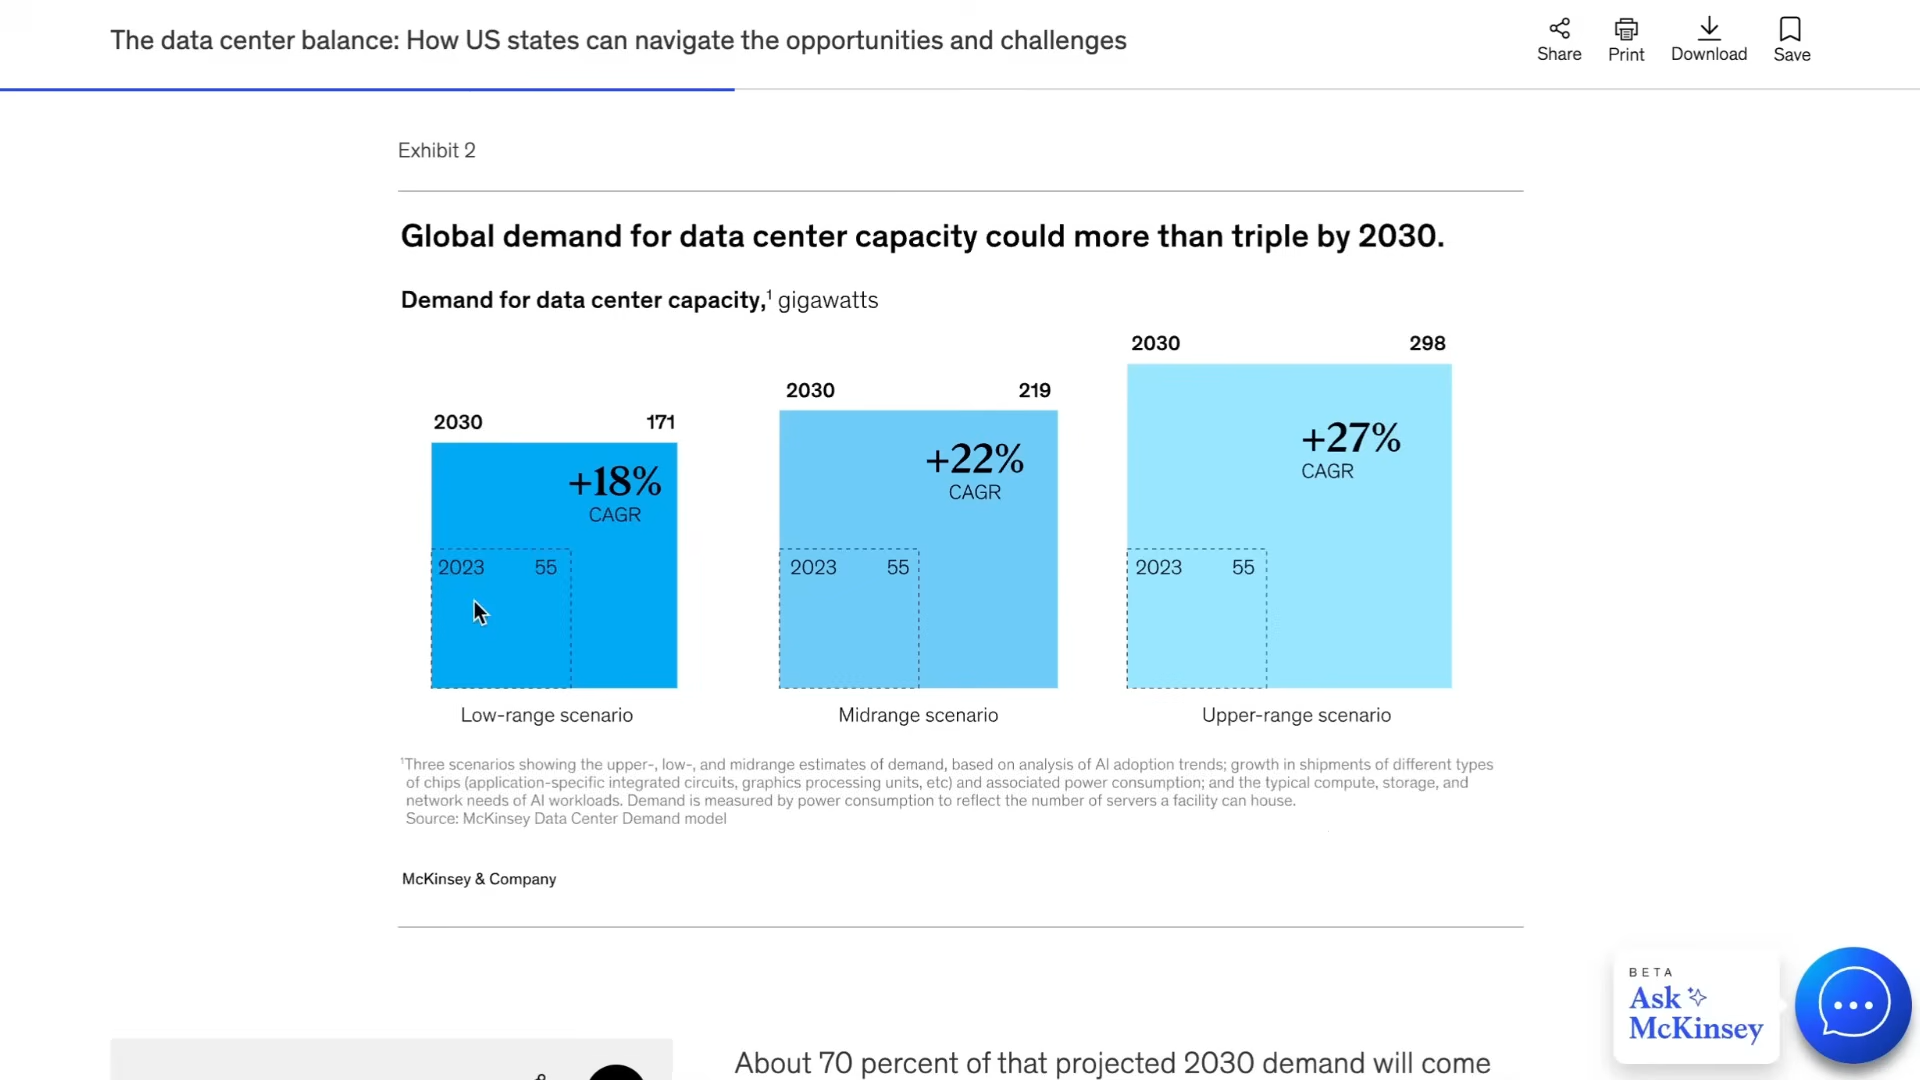 The data center balance: How US states can navigate the opportunities and challenges
Share
Print
Download
Save
Exhibit 2
Global demand for data center capacity could more than triple by 2030.
Demand for data center capacity,¹ gigawatts
2030 171
+18%
CAGR
2023 55
Low-range scenario
2030 219
+22%
CAGR
2023 55
Midrange scenario
2030 298
+27%
CAGR
2023 55
Upper-range scenario
¹Three scenarios showing the upper-, low-, and midrange estimates of demand, based on analysis of AI adoption trends; growth in shipments of different types
of chips (application-specific integrated circuits, graphics processing units, etc) and associated power consumption; and the typical compute, storage, and
network needs of AI workloads. Demand is measured by power consumption to reflect the number of servers a facility can house.
Source: McKinsey Data Center Demand model
McKinsey & Company
BETA
Ask
McKinsey
About 70 percent of that projected 2030 demand will come